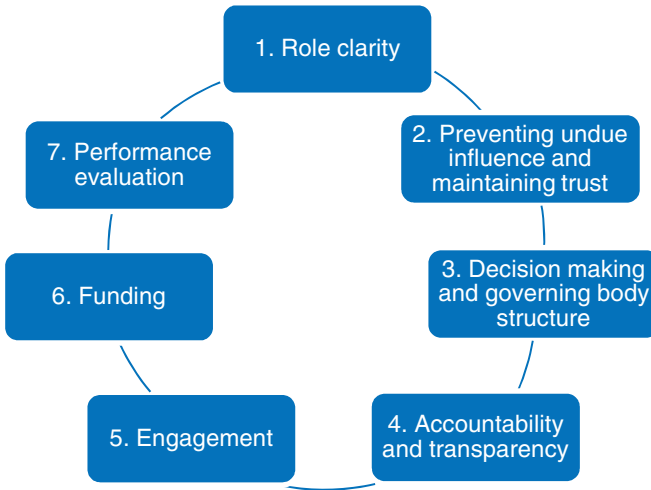 1. Role clarity
2. Preventing undue
influence and
maintaining trust
3. Decision making
and governing body
structure
4. Accountability
and transparency
5. Engagement
6. Funding
7. Performance
evaluation